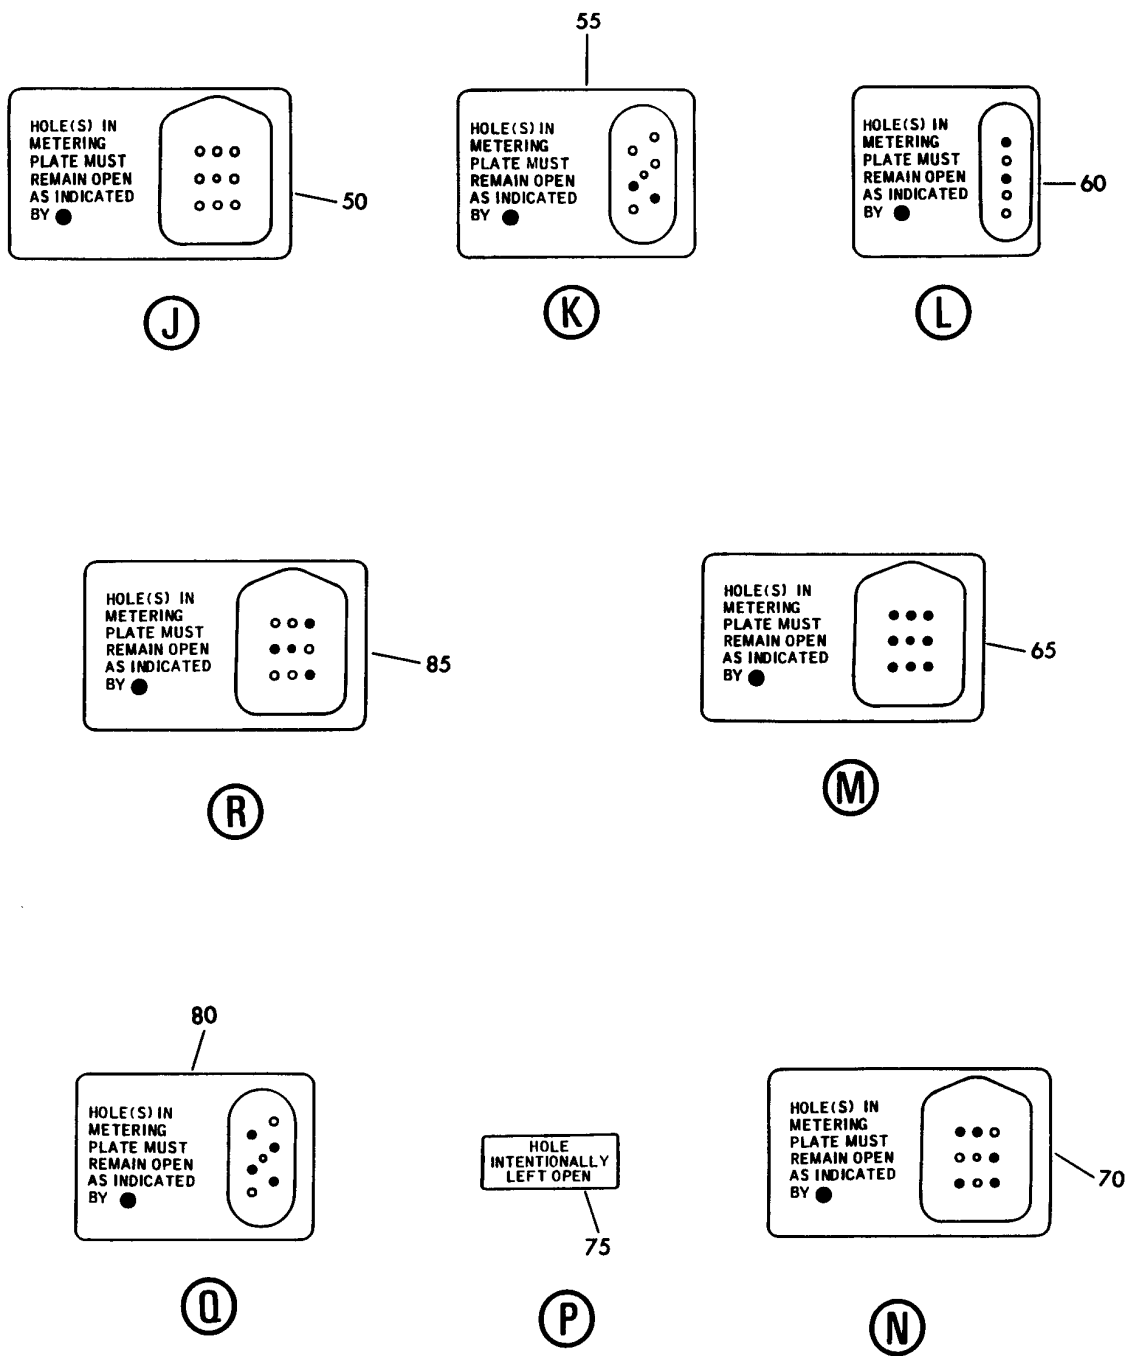 55
HOLE(S) IN
METERING
PLATE MUST
REMAIN OPEN
AS INDICATED
BY
50
J
HOLE(S) IN
METERING
PLATE MUST
REMAIN OPEN
AS INDICATED
BY
K
HOLE(S) IN
METERING
PLATE MUST
REMAIN OPEN
AS INDICATED
BY
60
L
HOLE(S) IN
METERING
PLATE MUST
REMAIN OPEN
AS INDICATED
BY
85
R
HOLE(S) IN
METERING
PLATE MUST
REMAIN OPEN
AS INDICATED
BY
65
M
80
HOLE(S) IN
METERING
PLATE MUST
REMAIN OPEN
AS INDICATED
BY
Q
HOLE
INTENTIONALLY
LEFT OPEN
75
P
HOLE(S) IN
METERING
PLATE MUST
REMAIN OPEN
AS INDICATED
BY
70
N